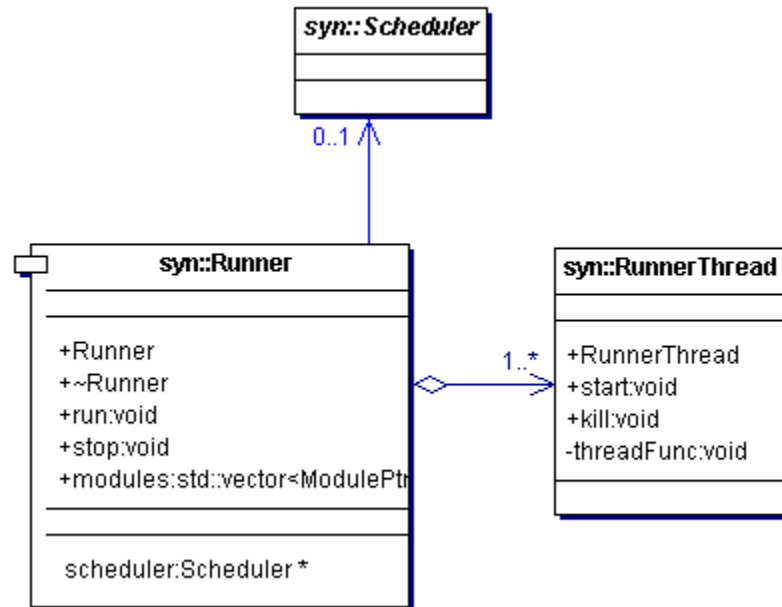 syn::Scheduler
0..1
syn::Runner
+Runner
+~Runner
+run:void
+stop:void
+modules:std::vector<ModulePtr
scheduler:Scheduler *
1..*
syn::RunnerThread
+RunnerThread
+start:void
+kill:void
-threadFunc:void